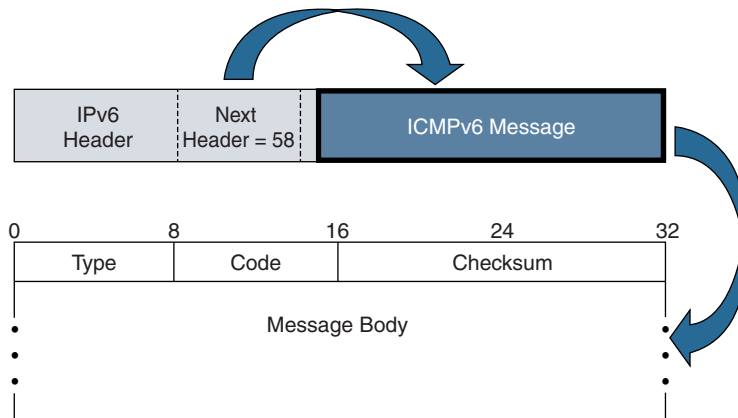 IPv6
Header
Next
Header = 58
ICMPv6 Message
0 8 16 24 32
Type Code Checksum
Message Body